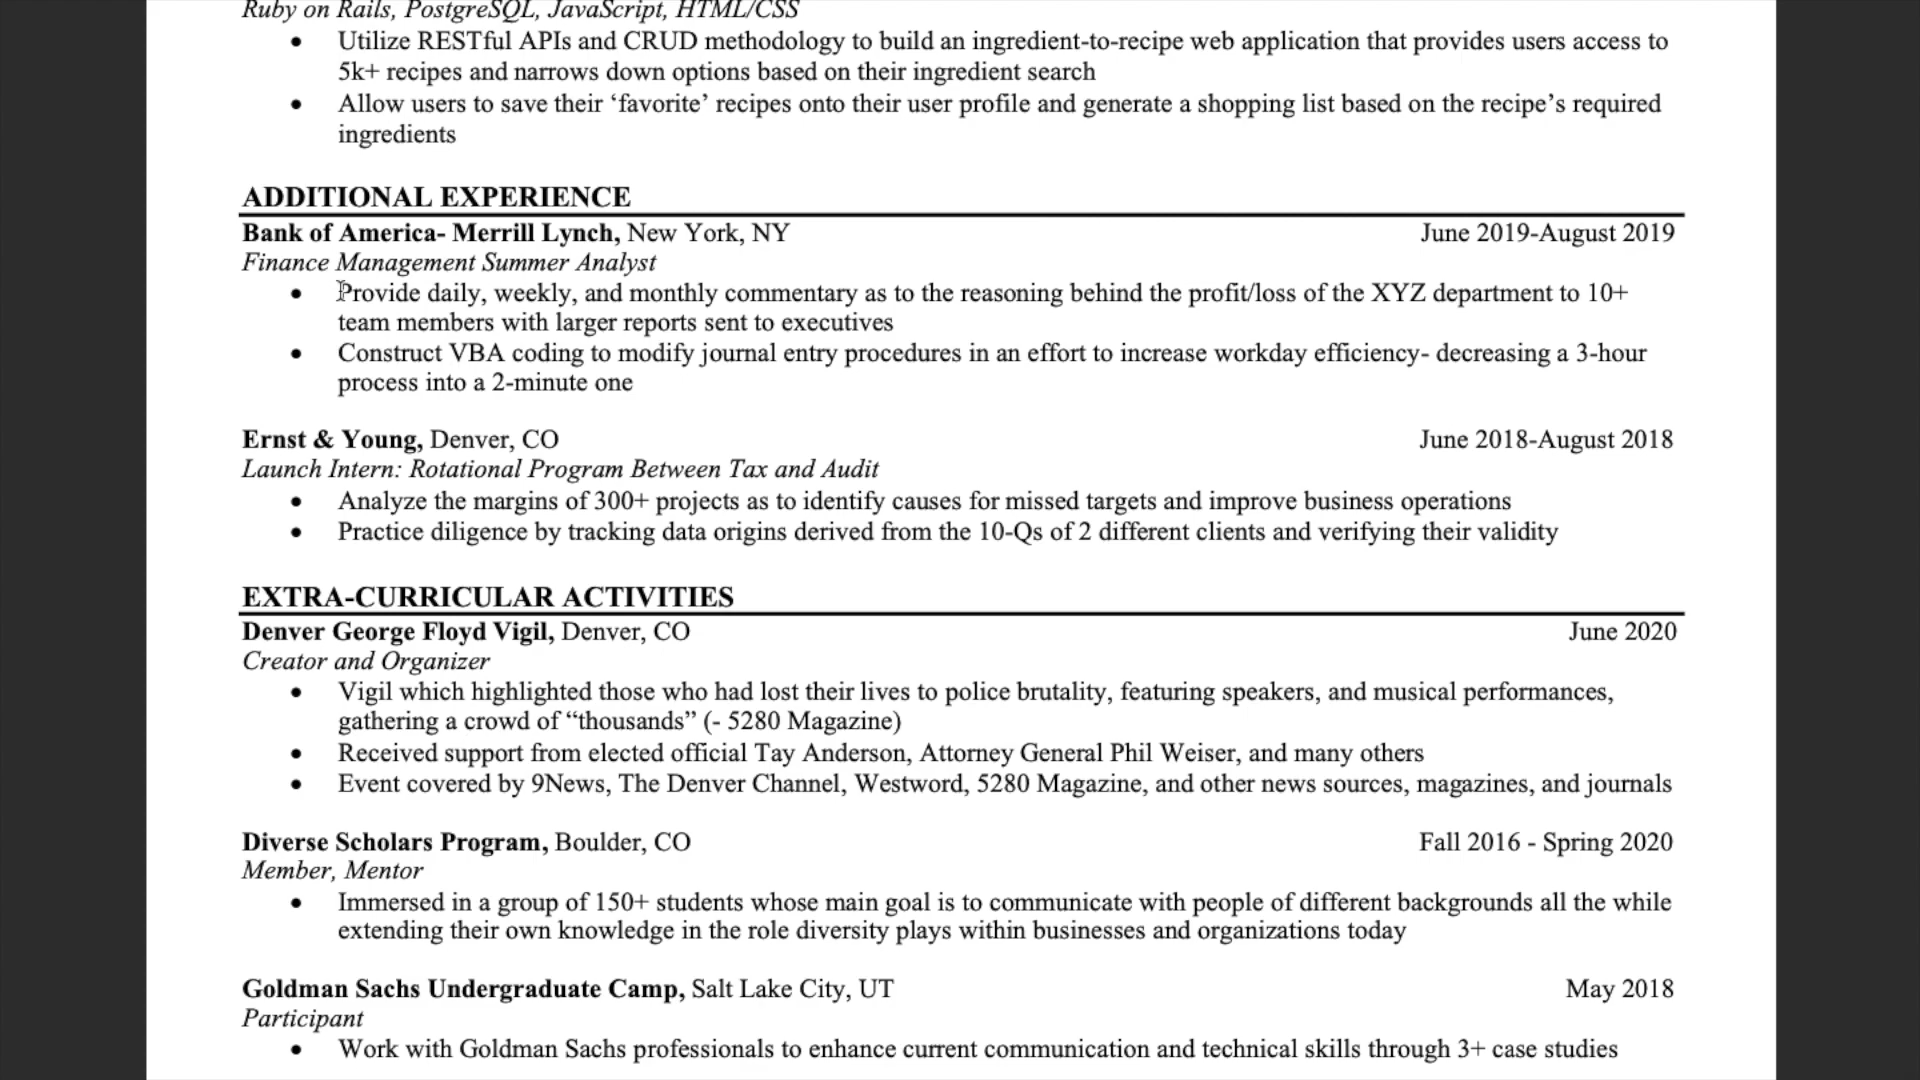 Ruby on Rails, PostgreSQL, JavaScript, HTML/CSS
• Utilize RESTful APIs and CRUD methodology to build an ingredient-to-recipe web application that provides users access to
5k+ recipes and narrows down options based on their ingredient search
• Allow users to save their ‘favorite’ recipes onto their user profile and generate a shopping list based on the recipe’s required
ingredients
ADDITIONAL EXPERIENCE
Bank of America- Merrill Lynch, New York, NY June 2019-August 2019
Finance Management Summer Analyst
• Provide daily, weekly, and monthly commentary as to the reasoning behind the profit/loss of the XYZ department to 10+
team members with larger reports sent to executives
• Construct VBA coding to modify journal entry procedures in an effort to increase workday efficiency- decreasing a 3-hour
process into a 2-minute one
Ernst & Young, Denver, CO June 2018-August 2018
Launch Intern: Rotational Program Between Tax and Audit
• Analyze the margins of 300+ projects as to identify causes for missed targets and improve business operations
• Practice diligence by tracking data origins derived from the 10-Qs of 2 different clients and verifying their validity
EXTRA-CURRICULAR ACTIVITIES
Denver George Floyd Vigil, Denver, CO June 2020
Creator and Organizer
• Vigil which highlighted those who had lost their lives to police brutality, featuring speakers, and musical performances,
gathering a crowd of “thousands” (- 5280 Magazine)
• Received support from elected official Tay Anderson, Attorney General Phil Weiser, and many others
• Event covered by 9News, The Denver Channel, Westword, 5280 Magazine, and other news sources, magazines, and journals
Diverse Scholars Program, Boulder, CO Fall 2016 - Spring 2020
Member, Mentor
• Immersed in a group of 150+ students whose main goal is to communicate with people of different backgrounds all the while
extending their own knowledge in the role diversity plays within businesses and organizations today
Goldman Sachs Undergraduate Camp, Salt Lake City, UT May 2018
Participant
• Work with Goldman Sachs professionals to enhance current communication and technical skills through 3+ case studies